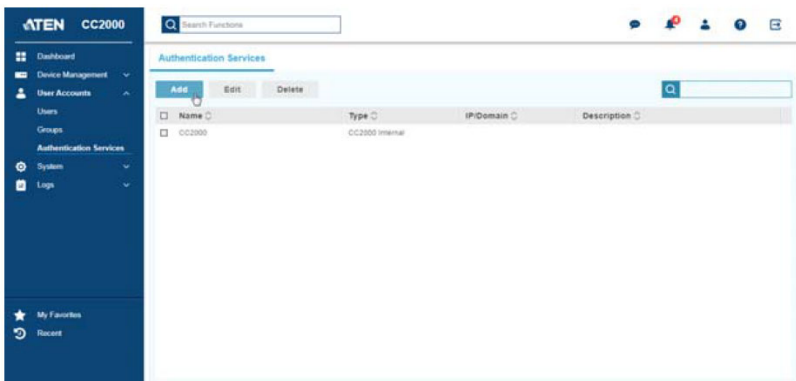 ATEN CC2000
Search Functions
4
Dashboard
Device Management
User Accounts
Users
Groups
Authentication Services
System
Logs
My Favorites
Recent
Authentication Services
Add Edit Delete
Name Type IP/Domain Description
CC2000 CC2000 Internal